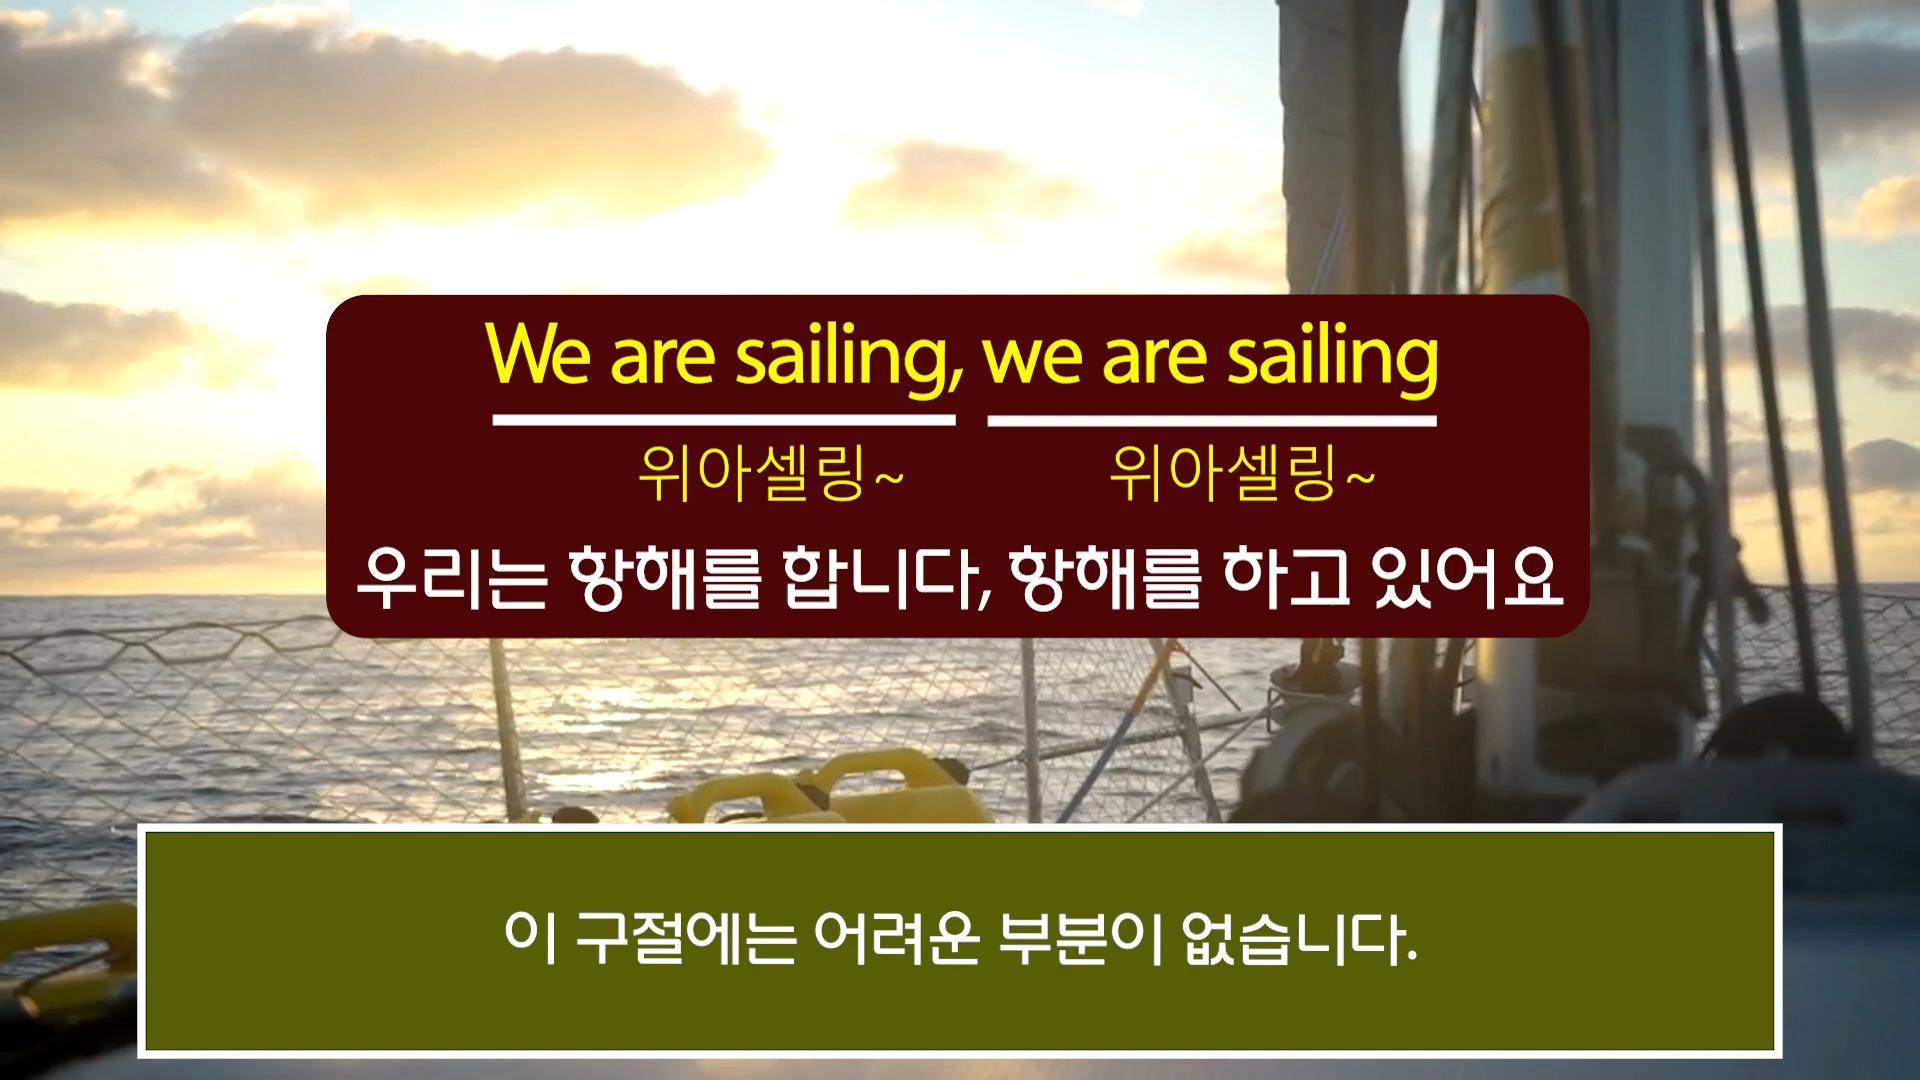 We are sailing, we are sailing
위아셀링~ 위아셀링~
우리는 항해를 합니다, 항해를 하고 있어요
이 구절에는 어려운 부분이 없습니다.